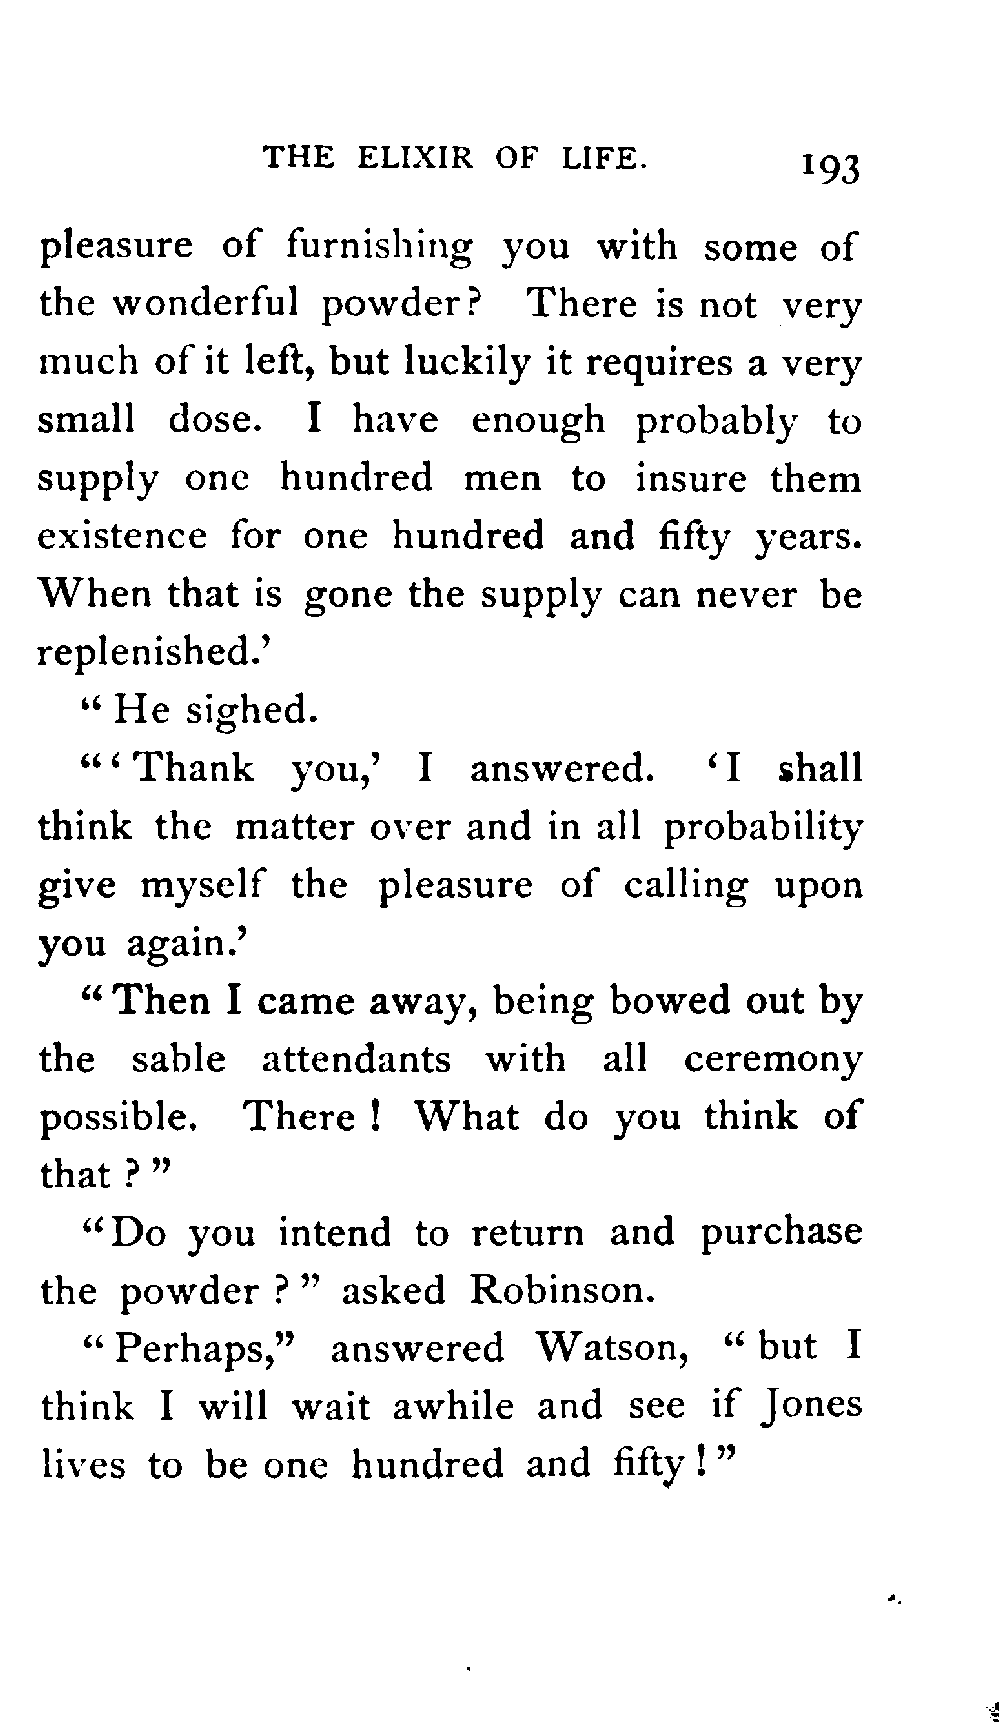 THE ELIXIR OF LIFE. 193
pleasure of furnishing you with some of
the wonderful powder? There is not very
much of it left, but luckily it requires a very
small dose. I have enough probably to
supply one hundred men to insure them
existence for one hundred and fifty years.
When that is gone the supply can never be
replenished.’
“ He sighed.
“ ‘ Thank you,’ I answered. ‘ I shall
think the matter over and in all probability
give myself the pleasure of calling upon
you again.’
“ Then I came away, being bowed out by
the sable attendants with all ceremony
possible. There ! What do you think of
that ? ”
“ Do you intend to return and purchase
the powder ? ” asked Robinson.
“ Perhaps,” answered Watson, “ but I
think I will wait awhile and see if Jones
lives to be one hundred and fifty ! ”